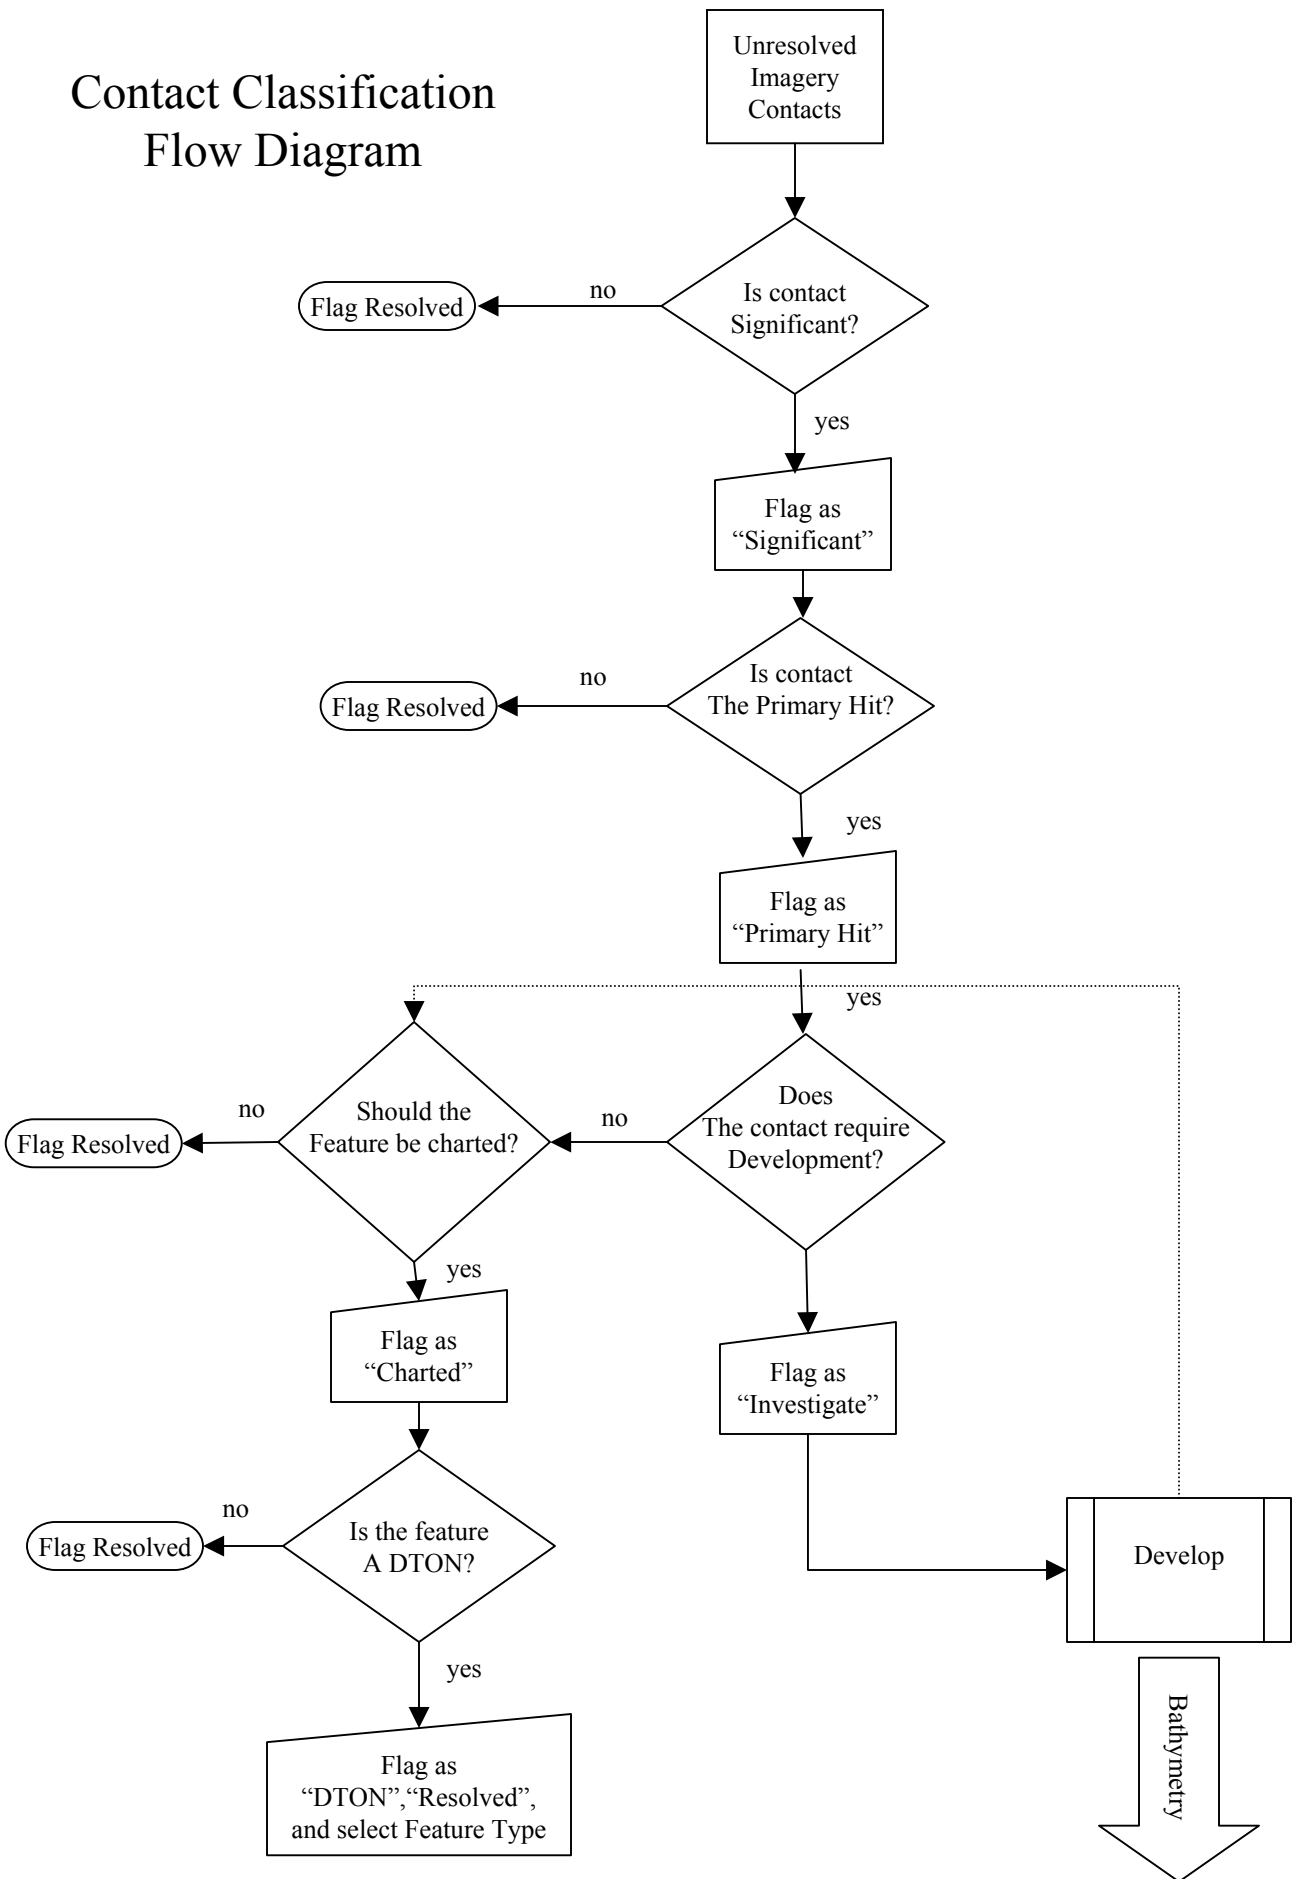 Contact Classification
Flow Diagram
Unresolved
Imagery
Contacts
Is contact
Significant?
no
Flag Resolved
yes
Flag as
“Significant”
Is contact
The Primary Hit?
no
Flag Resolved
yes
Flag as
“Primary Hit”
yes
Does
The contact require
Development?
no
Should the
Feature be charted?
no
Flag Resolved
yes
Flag as
“Charted”
Flag as
“Investigate”
Is the feature
A DTON?
no
Flag Resolved
Develop
yes
Flag as
“DTON”,“Resolved”,
and select Feature Type
Bathymetry